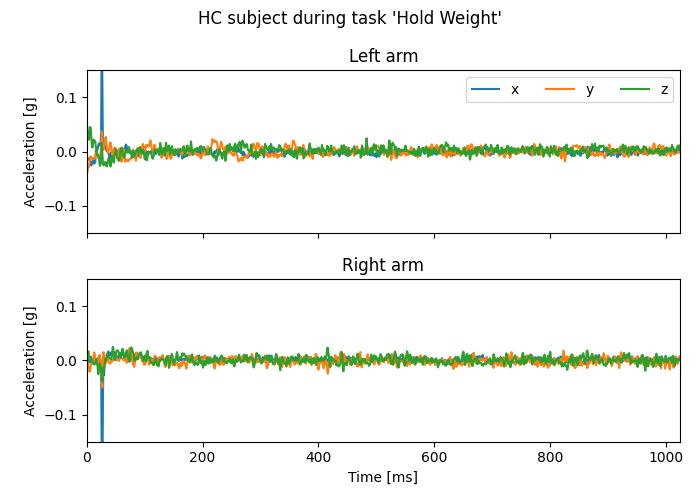 HC subject during task 'Hold Weight'
Left arm
Acceleration [g]
0.1
0.0
−0.1
x y z
Right arm
Acceleration [g]
0.1
0.0
−0.1
0 200 400 600 800 1000
Time [ms]